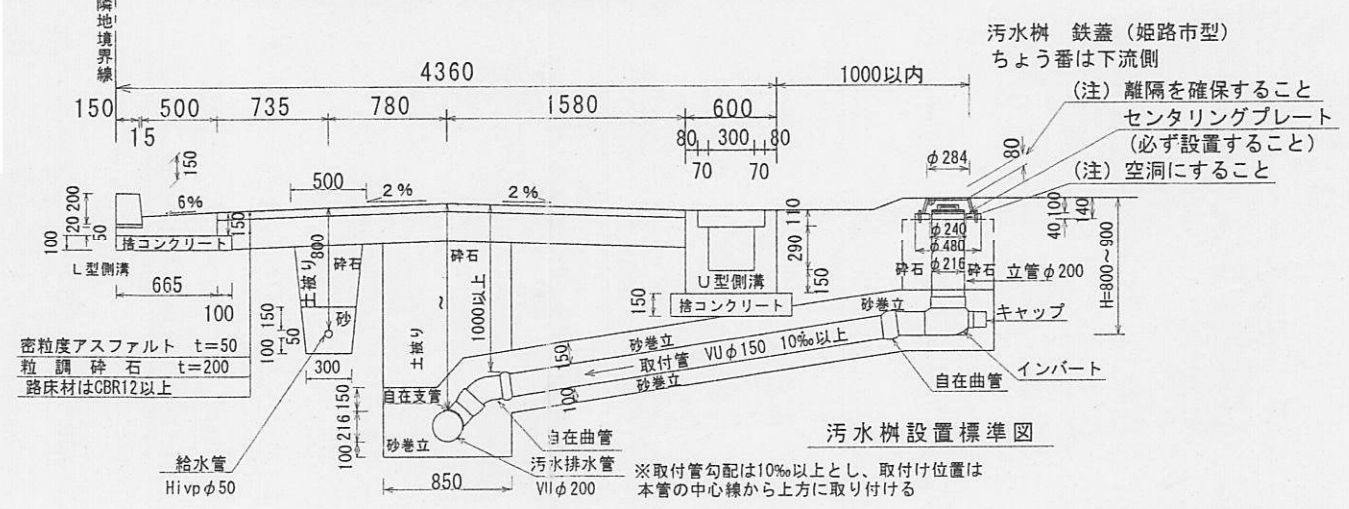 隣地境界線
汚水桝 鉄蓋（姫路市型）
ちょう番は下流側
4360
1000以内
(注) 離隔を確保すること
150
500
735
780
1580
600
15
80
300
80
70
70
センタリングプレート
(必ず設置すること)
φ284
80
(注) 空洞にすること
150
500
2%
2%
6%
200
20
50
100
150
800
110
290
150
100
140
40
φ240
φ480
φ216
捨コンクリート
L型側溝
土被り
砕石
砕石
土被り
～
1000以上
U型側溝
150
捨コンクリート
砕石
砕石
立管φ200
H=800～900
665
100
150
50
100
砂
砂巻立
キャップ
密粒度アスファルト t=50
粒調砕石 t=200
路床材はCBR12以上
300
砂巻立
150
取付管 VUφ150 10‰以上
砂巻立
100
インバート
自在曲管
自在支管
150
216
100
砂巻立
自在曲管
汚水桝設置標準図
給水管
Hivpφ50
850
汚水排水管
VUφ200
※取付管勾配は10‰以上とし、取付け位置は
本管の中心線から上方に取り付ける